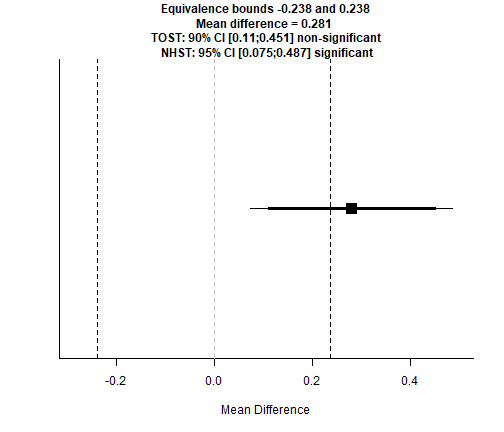 Equivalence bounds -0.238 and 0.238
Mean difference = 0.281
TOST: 90% CI [0.11;0.451] non-significant
NHST: 95% CI [0.075;0.487] significant
-0.2 0.0 0.2 0.4
Mean Difference